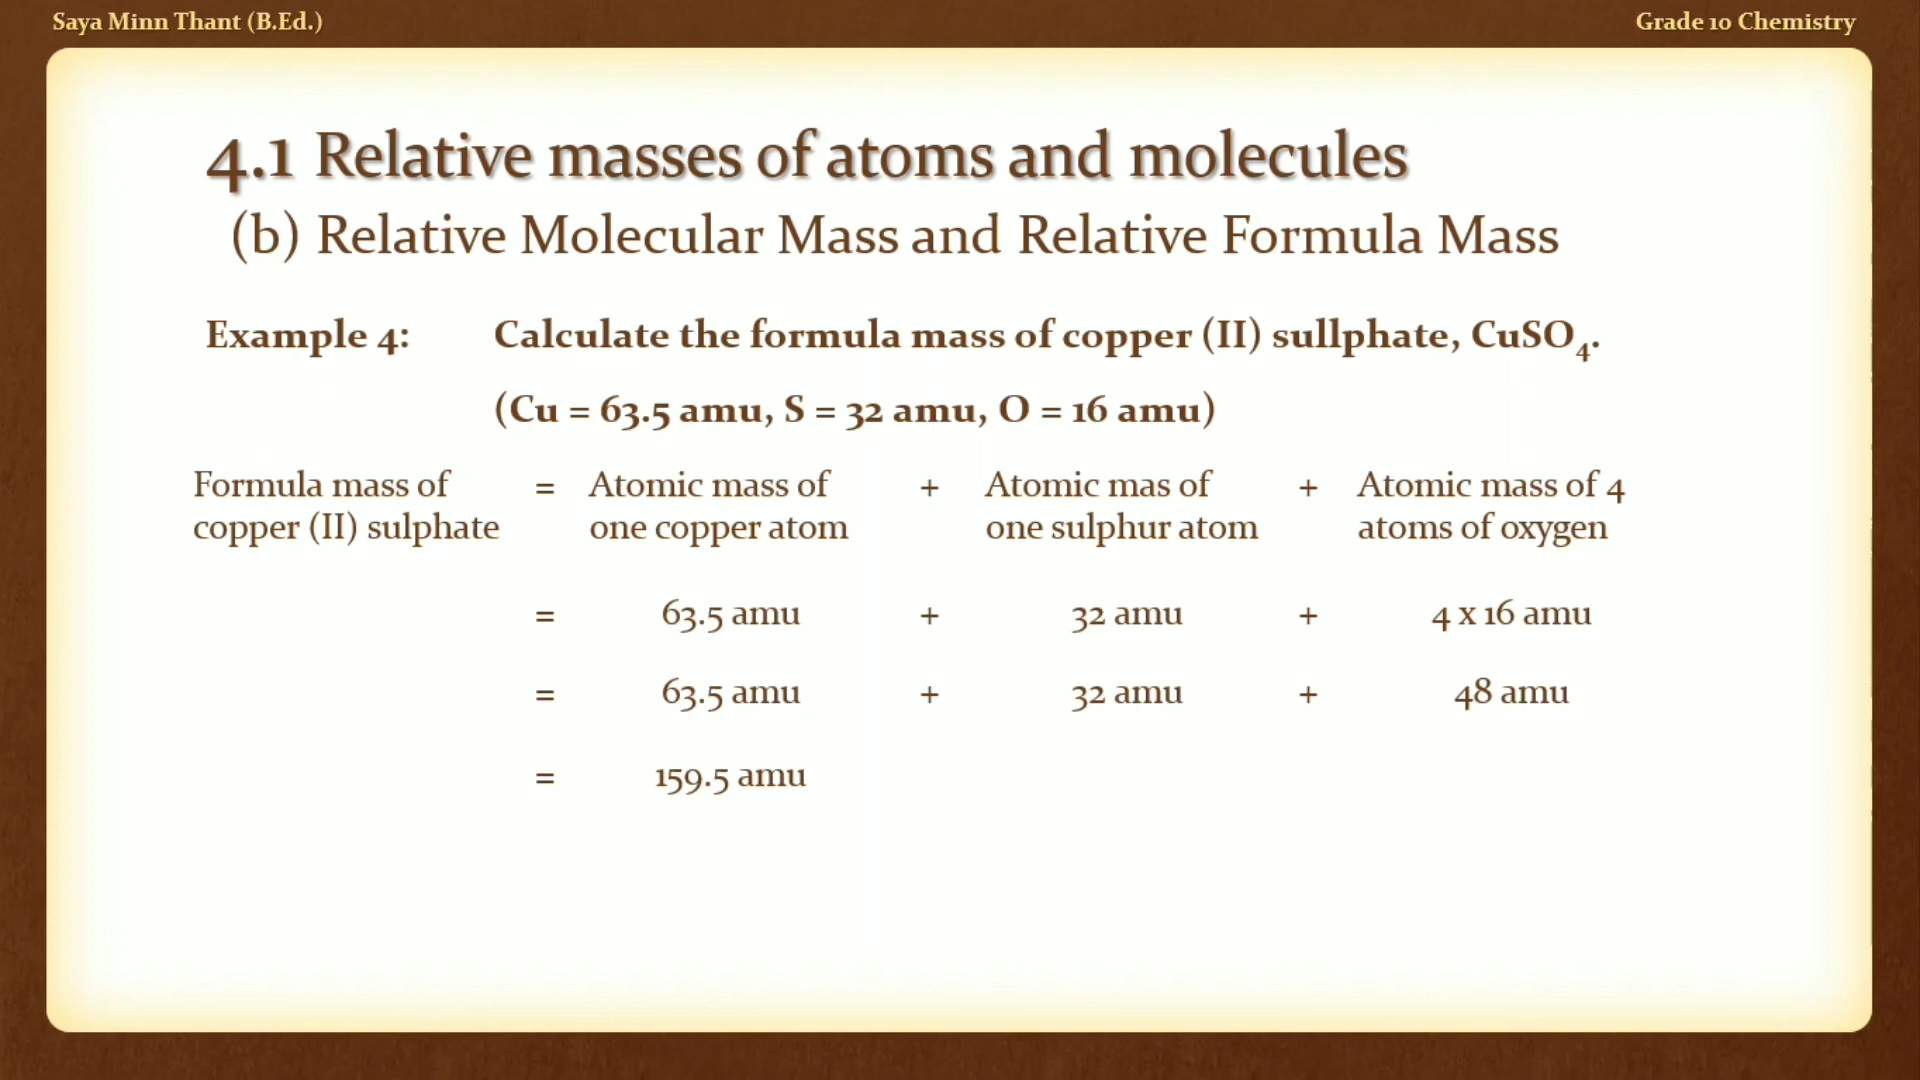 Saya Minn Thant (B.Ed.)
Grade 10 Chemistry
4.1 Relative masses of atoms and molecules
(b) Relative Molecular Mass and Relative Formula Mass
Example 4: Calculate the formula mass of copper (II) sullphate, CuSO₄.
(Cu = 63.5 amu, S = 32 amu, O = 16 amu)
Formula mass of = Atomic mass of + Atomic mas of + Atomic mass of 4
copper (II) sulphate one copper atom one sulphur atom atoms of oxygen
= 63.5 amu + 32 amu + 4 x 16 amu
= 63.5 amu + 32 amu + 48 amu
= 159.5 amu